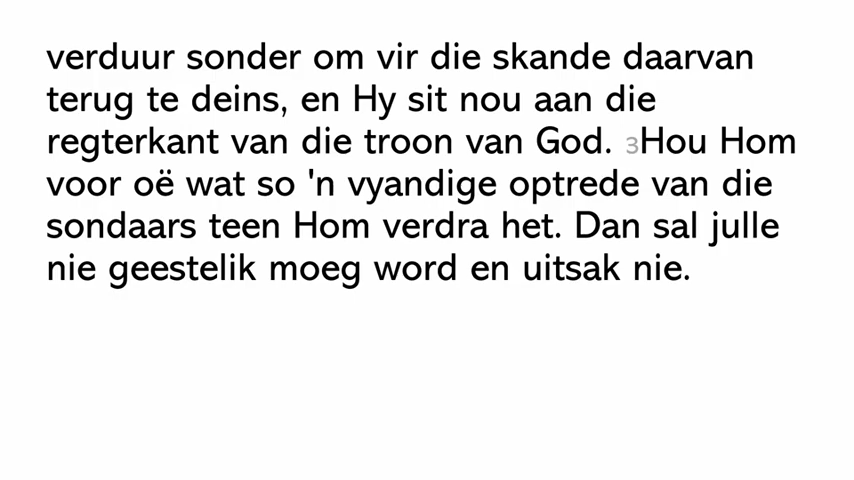 verduur sonder om vir die skande daarvan
terug te deins, en Hy sit nou aan die
regterkant van die troon van God. 3Hou Hom
voor oë wat so 'n vyandige optrede van die
sondaars teen Hom verdra het. Dan sal julle
nie geestelik moeg word en uitsak nie.